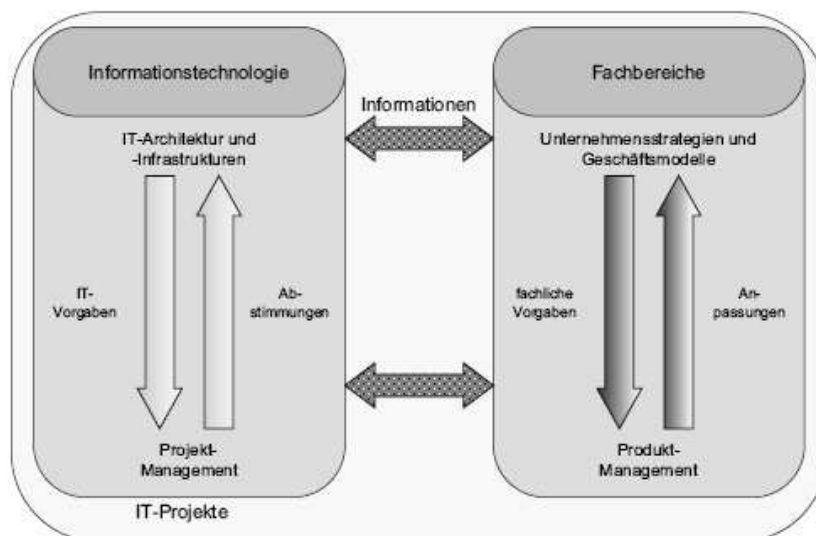 Informationstechnologie
Fachbereiche
Informationen
IT-Architektur und
-Infrastrukturen
Unternehmensstrategien und
Geschäftsmodelle
IT-
Vorgaben
Ab-
stimmungen
fachliche
Vorgaben
An-
passungen
Projekt-
Management
Produkt-
Management
IT-Projekte